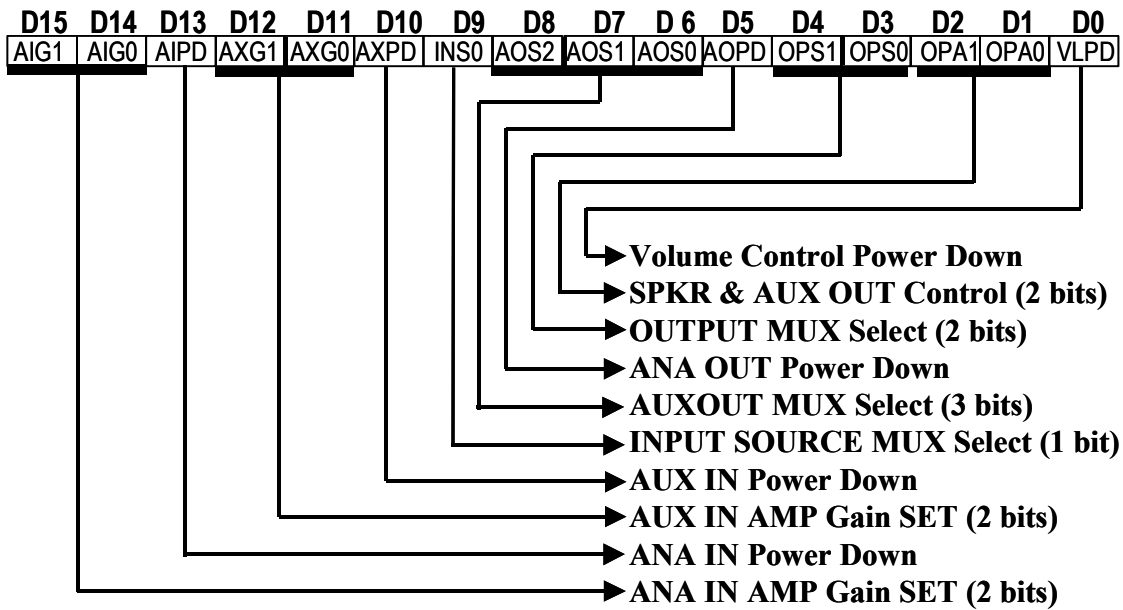 D15 D14 D13 D12 D11 D10 D9 D8 D7 D 6 D5 D4 D3 D2 D1 D0
AIG1 AIG0 AIPD AXG1 AXG0 AXPD INS0 AOS2 AOS1 AOS0 AOPD OPS1 OPS0 OPA1 OPA0 VLPD
Volume Control Power Down
SPKR & AUX OUT Control (2 bits)
OUTPUT MUX Select (2 bits)
ANA OUT Power Down
AUXOUT MUX Select (3 bits)
INPUT SOURCE MUX Select (1 bit)
AUX IN Power Down
AUX IN AMP Gain SET (2 bits)
ANA IN Power Down
ANA IN AMP Gain SET (2 bits)